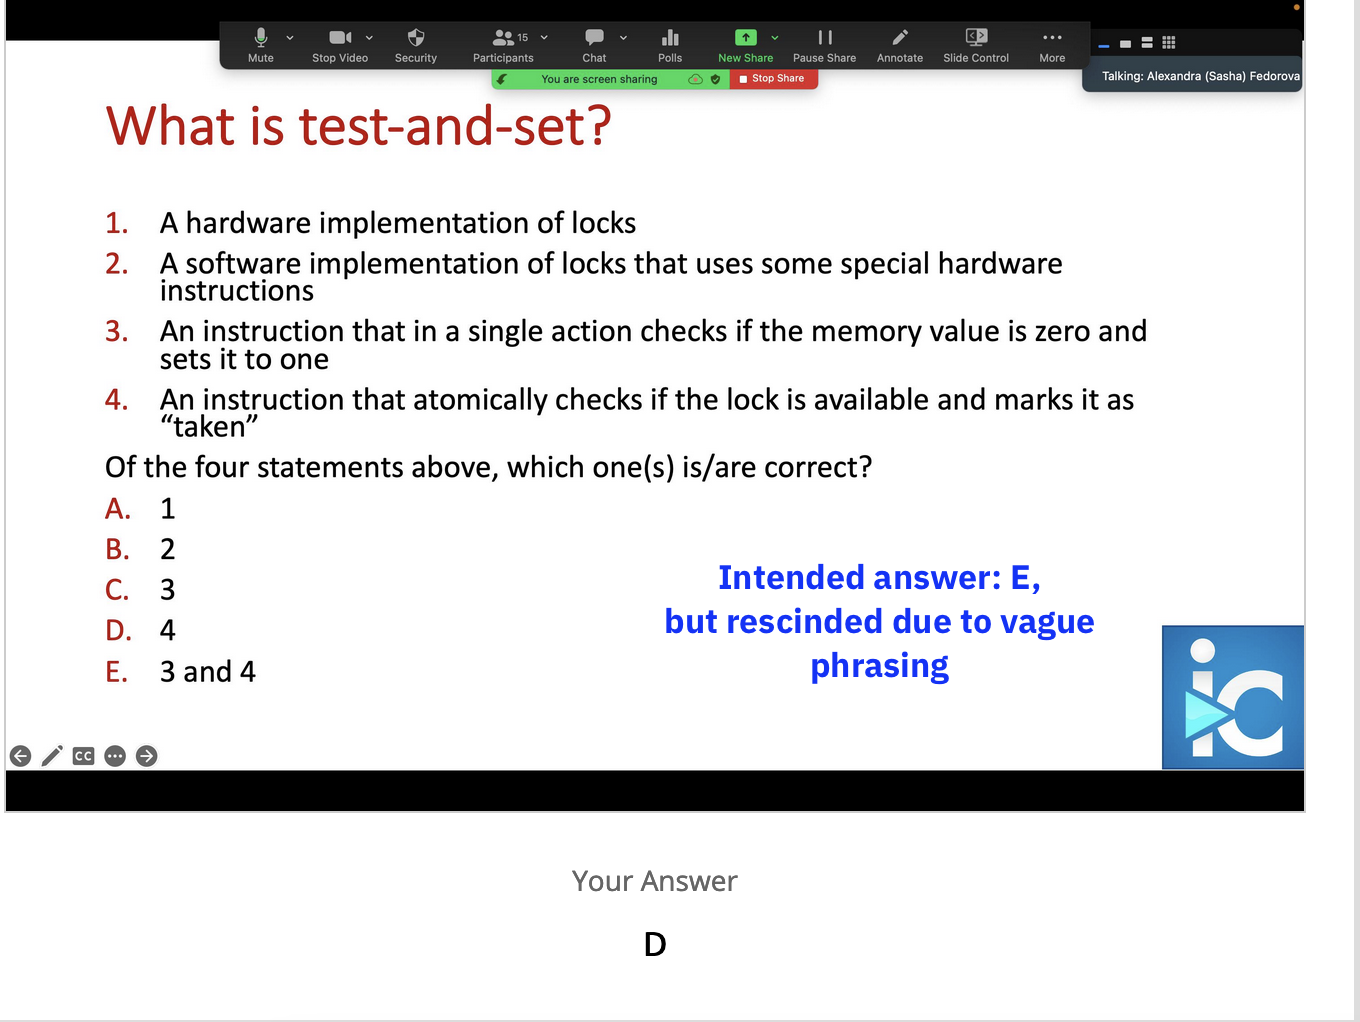 Mute
Stop Video
Security
15
Participants
Chat
Polls
New Share
Pause Share
Annotate
Slide Control
More
You are screen sharing
Stop Share
Talking: Alexandra (Sasha) Fedorova
What is test-and-set?
1. A hardware implementation of locks
2. A software implementation of locks that uses some special hardware
instructions
3. An instruction that in a single action checks if the memory value is zero and
sets it to one
4. An instruction that atomically checks if the lock is available and marks it as
“taken”
Of the four statements above, which one(s) is/are correct?
A. 1
B. 2
C. 3
D. 4
E. 3 and 4
Intended answer: E,
but rescinded due to vague
phrasing
ic
CC
Your Answer
D